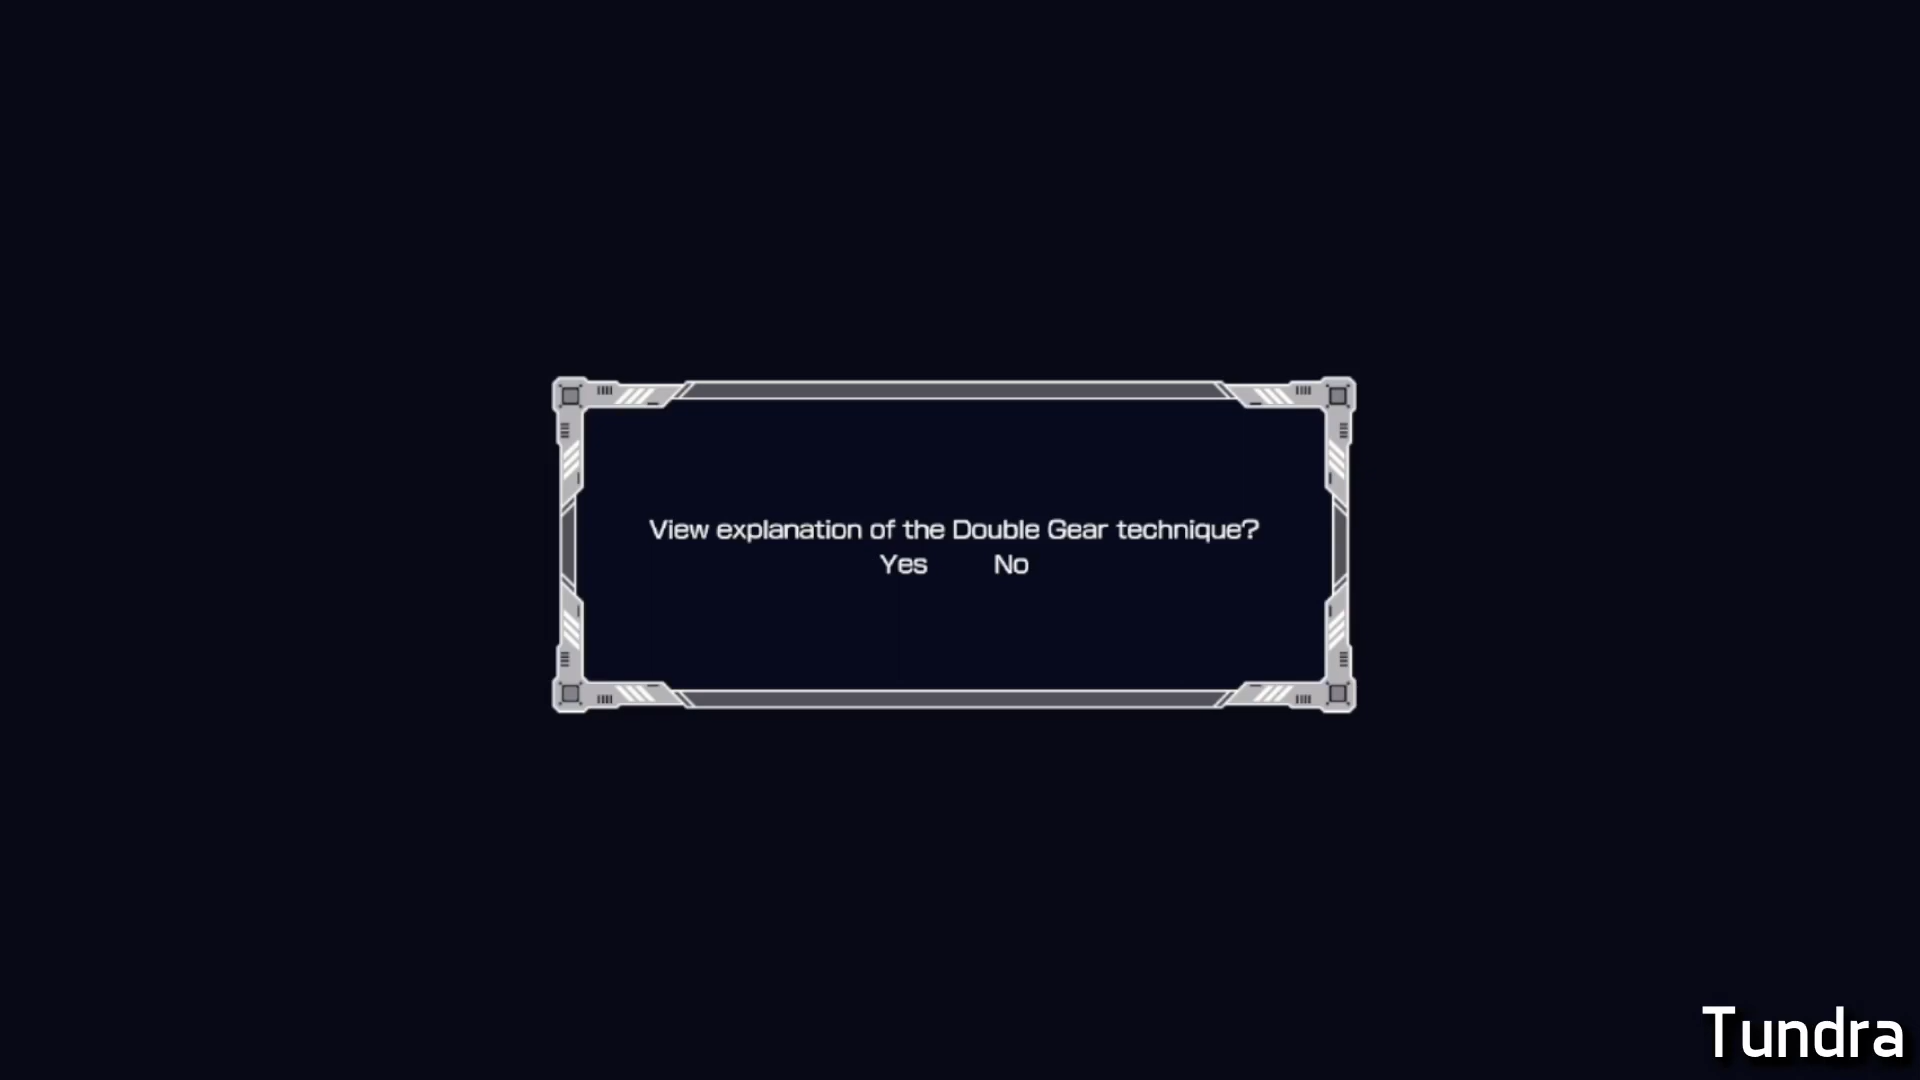 View explanation of the Double Gear technique?
Yes No
Tundra